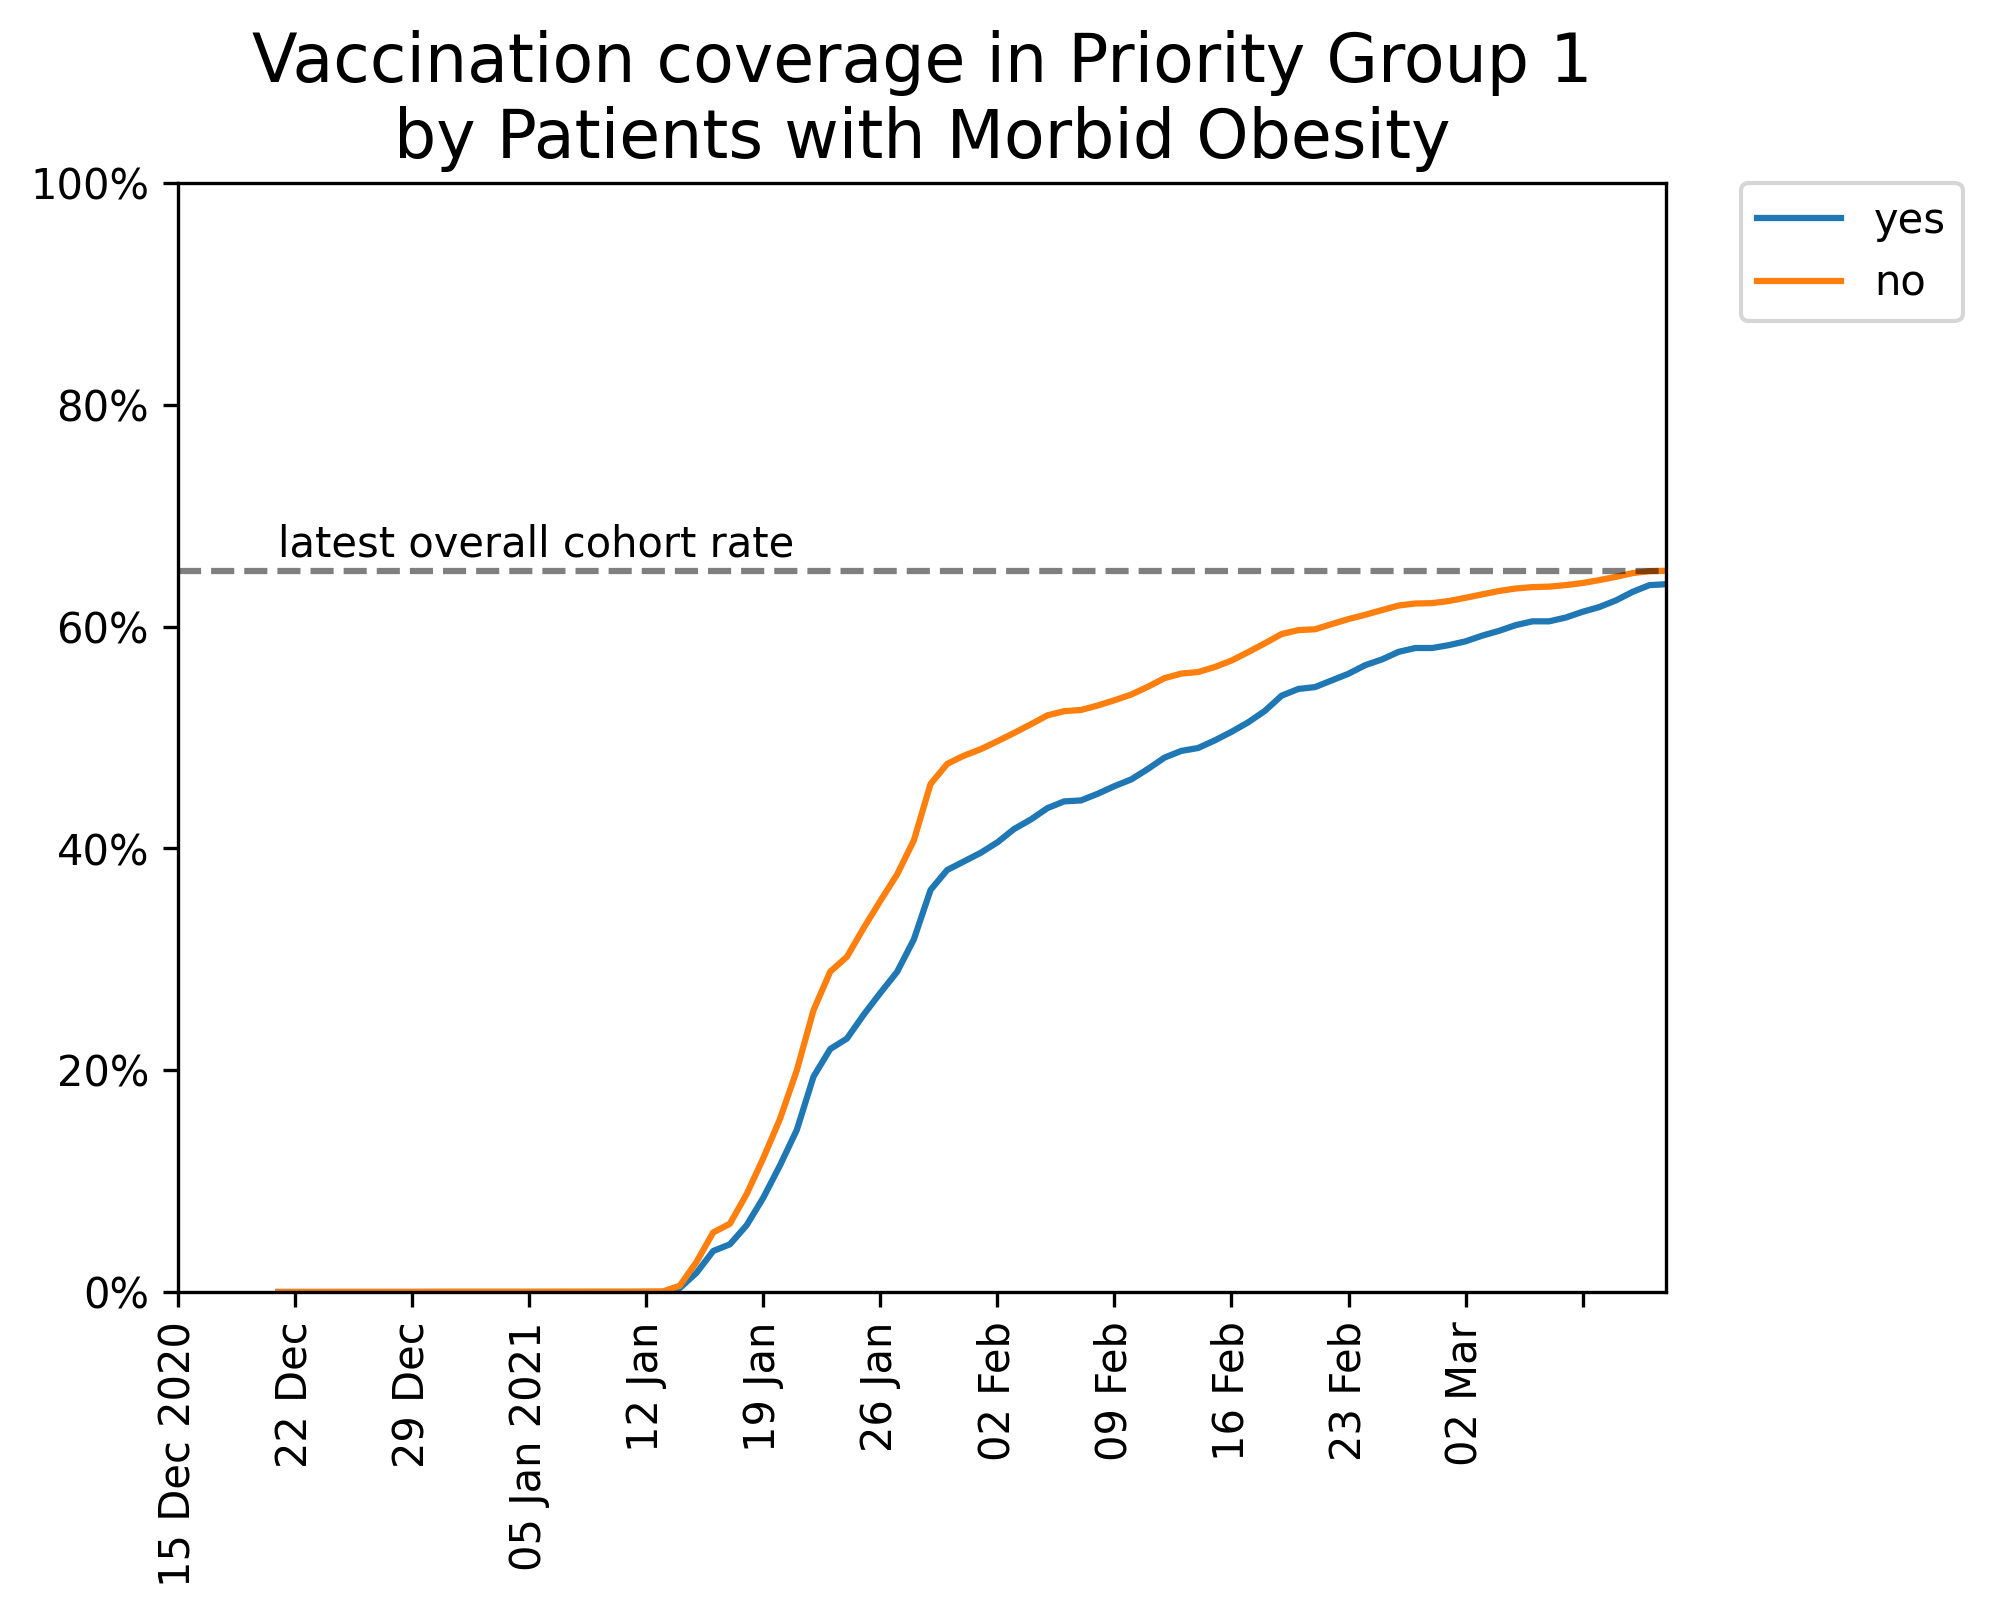 Vaccination coverage in Priority Group 1
by Patients with Morbid Obesity
100%
80%
60%
40%
20%
0%
latest overall cohort rate
yes
no
15 Dec 2020
22 Dec
29 Dec
05 Jan 2021
12 Jan
19 Jan
26 Jan
02 Feb
09 Feb
16 Feb
23 Feb
02 Mar